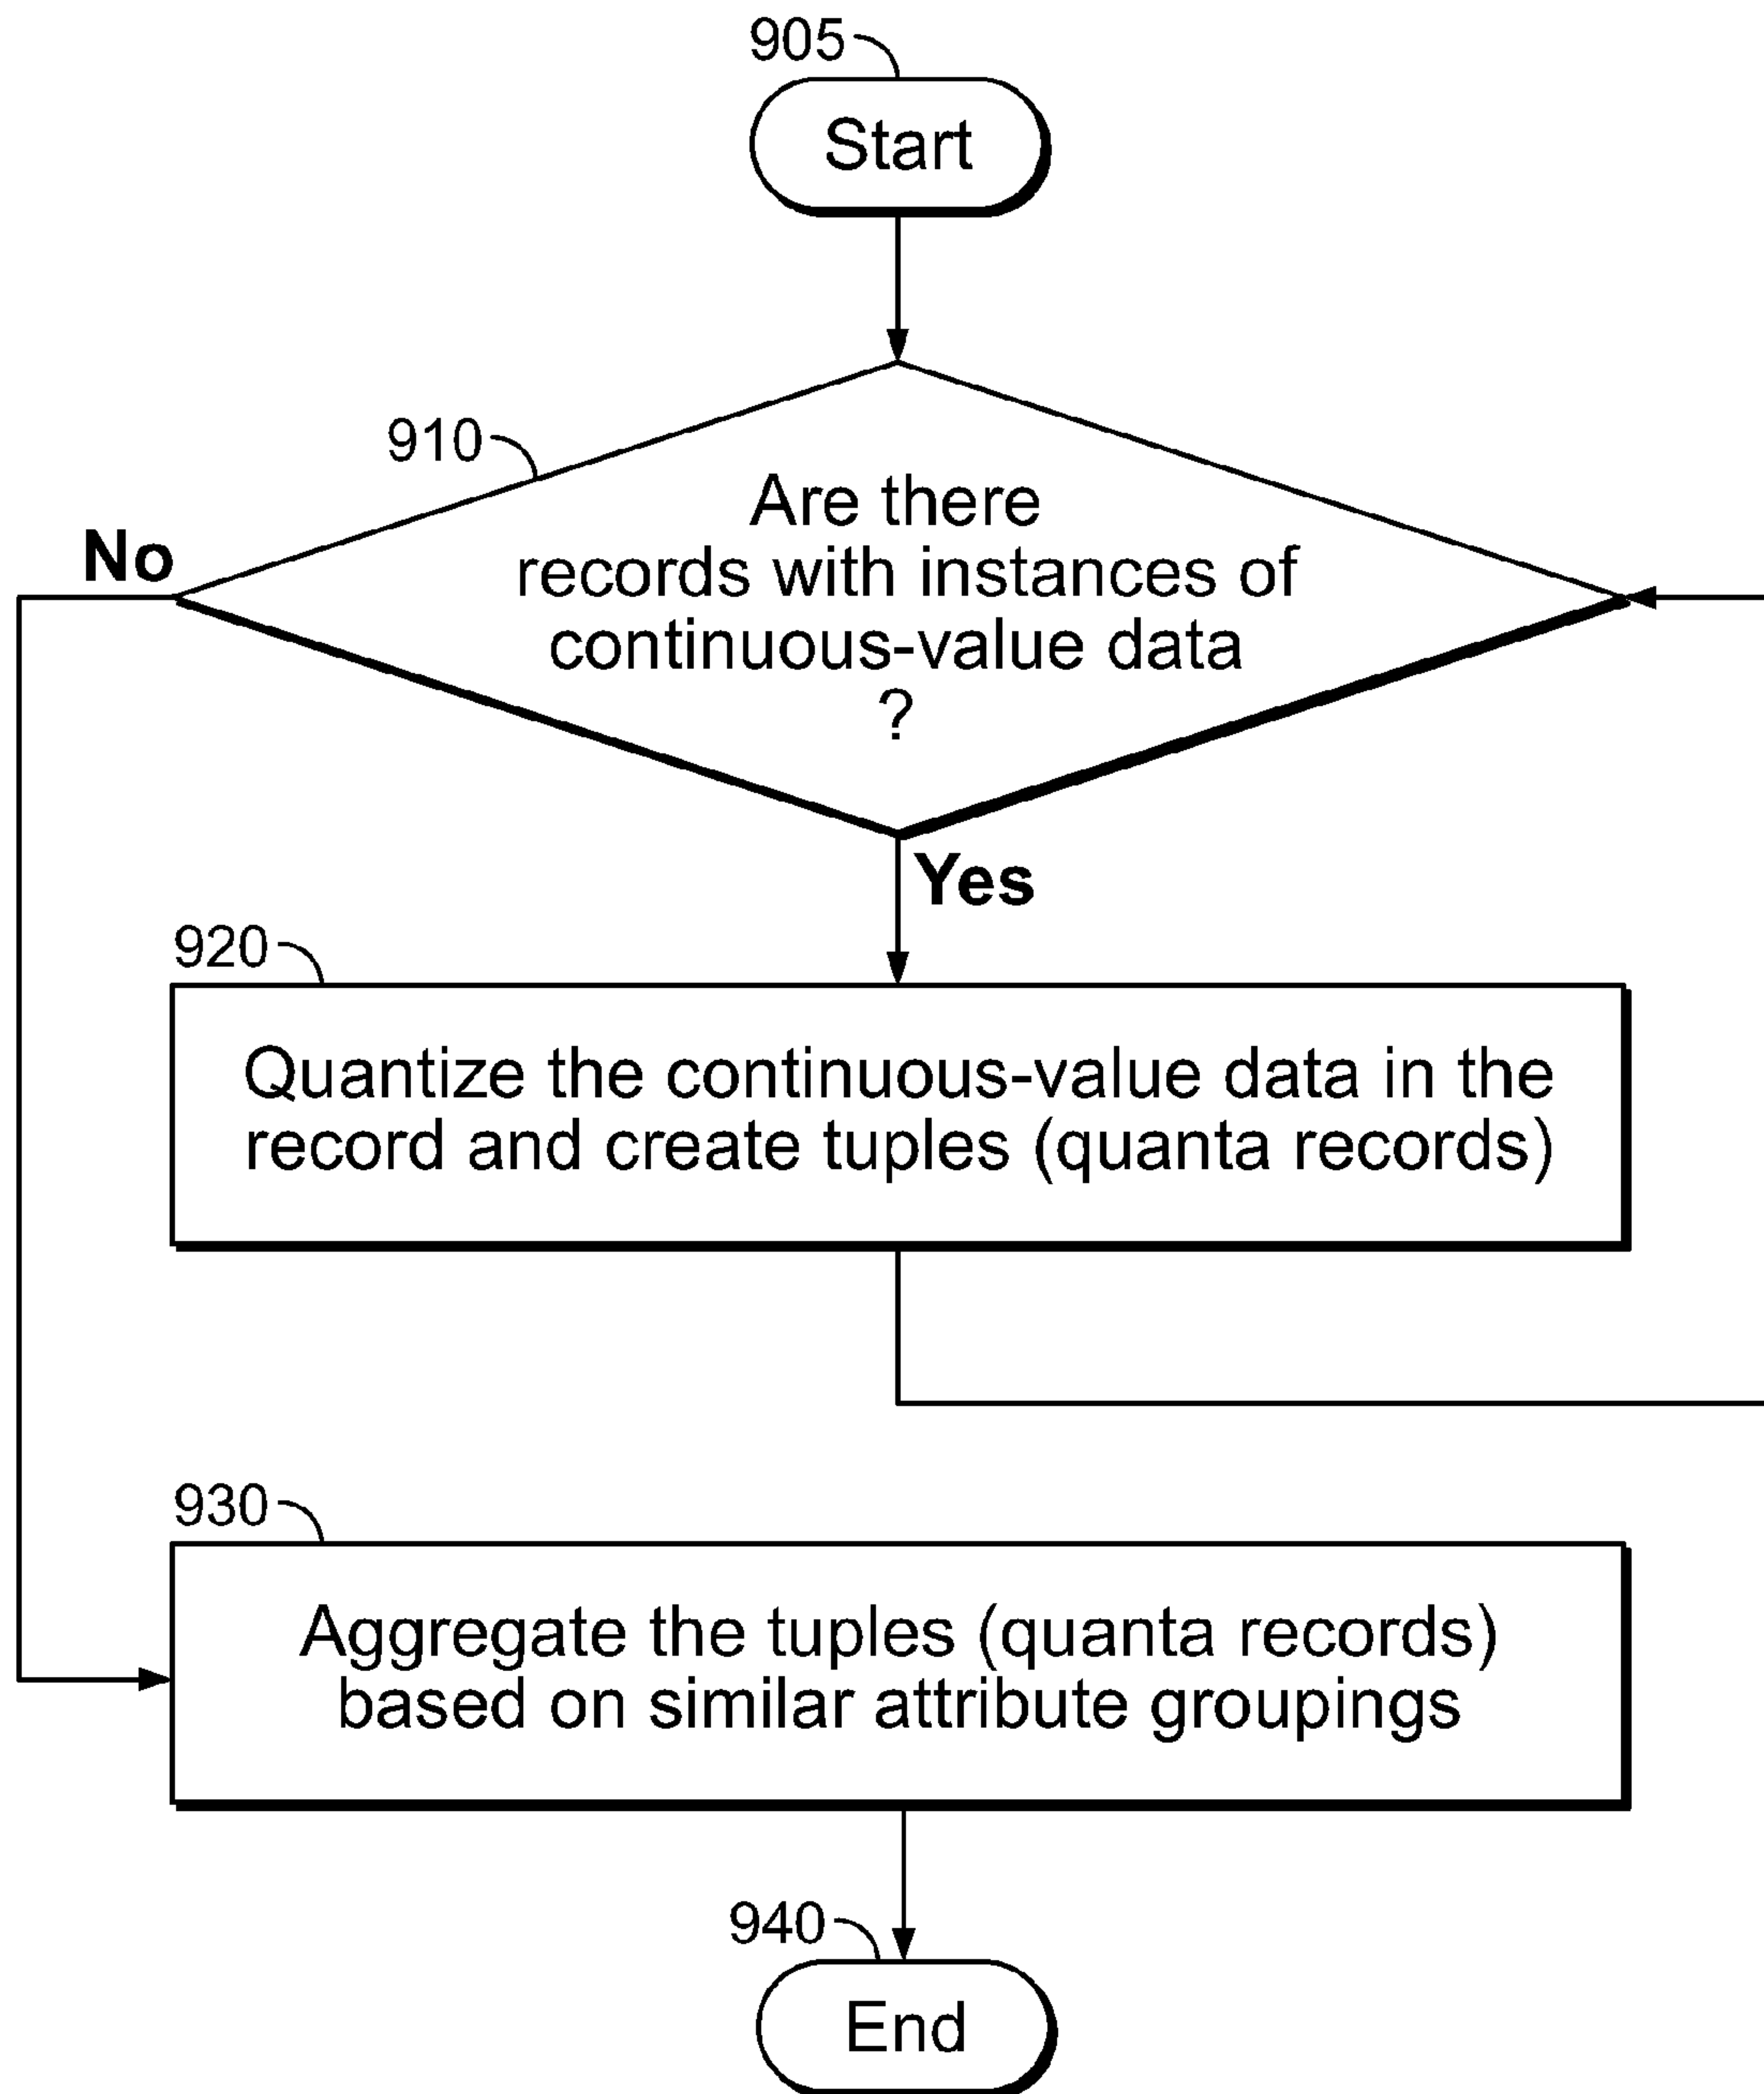 905
Start
910
Are there
records with instances of
continuous-value data
?
No
Yes
920
Quantize the continuous-value data in the
record and create tuples (quanta records)
930
Aggregate the tuples (quanta records)
based on similar attribute groupings
940
End